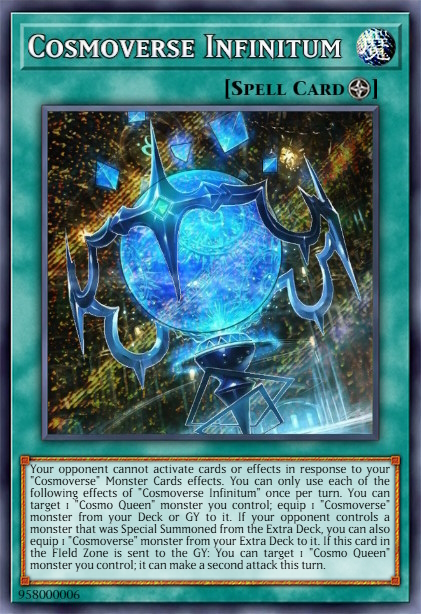 Cosmoverse Infinitum
魔
[Spell Card]
Your opponent cannot activate cards or effects in response to your
"Cosmoverse" Monster Cards effects. You can only use each of the
following effects of "Cosmoverse Infinitum" once per turn. You can
target 1 "Cosmo Queen" monster you control; equip 1 "Cosmoverse"
monster from your Deck or GY to it. If your opponent controls a
monster that was Special Summoned from the Extra Deck, you can also
equip 1 "Cosmoverse" monster from your Extra Deck to it. If this card in
the FIeld Zone is sent to the GY: You can target 1 "Cosmo Queen"
monster you control; it can make a second attack this turn.
958000006